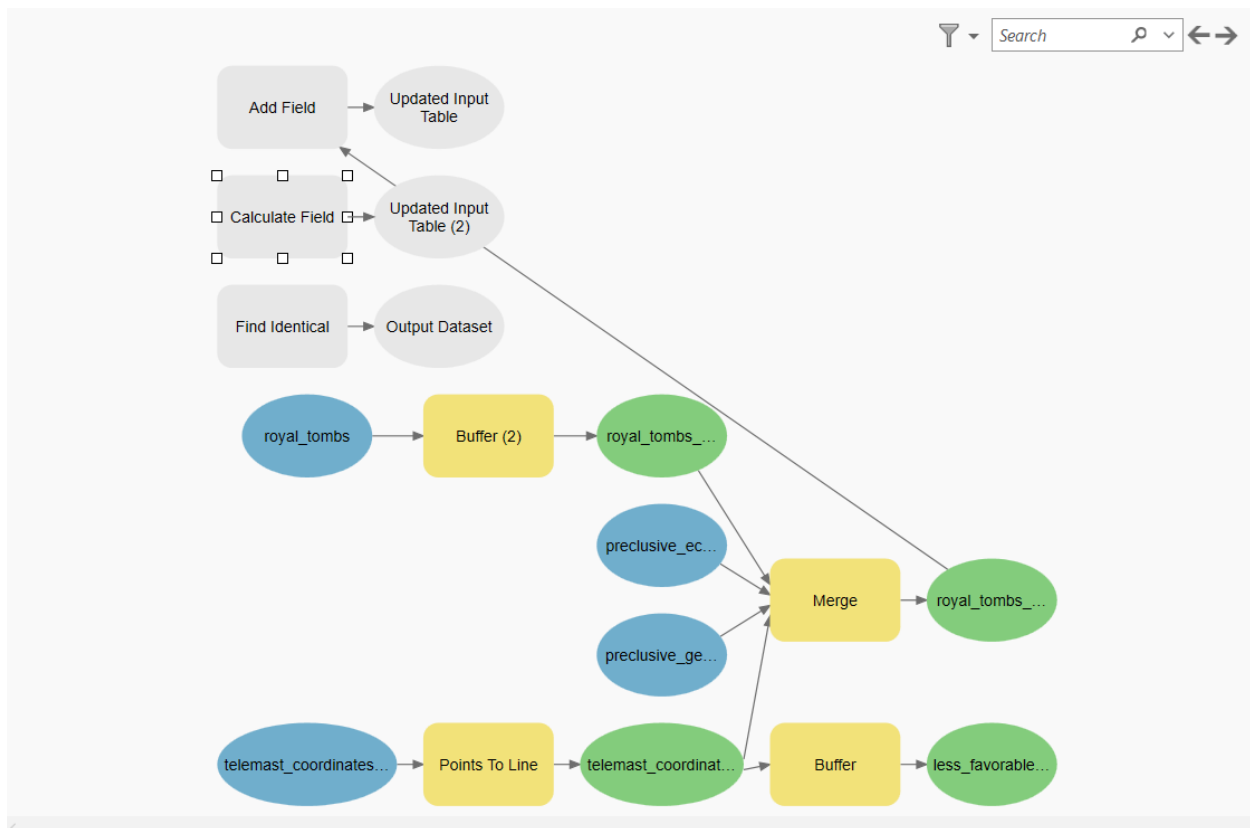 Search
Add Field
Updated Input
Table
Calculate Field
Updated Input
Table (2)
Find Identical
Output Dataset
royal_tombs
Buffer (2)
royal_tombs_...
preclusive_ec...
Merge
royal_tombs_...
preclusive_ge...
telemast_coordinates...
Points To Line
telemast_coordinat...
Buffer
less_favorable...